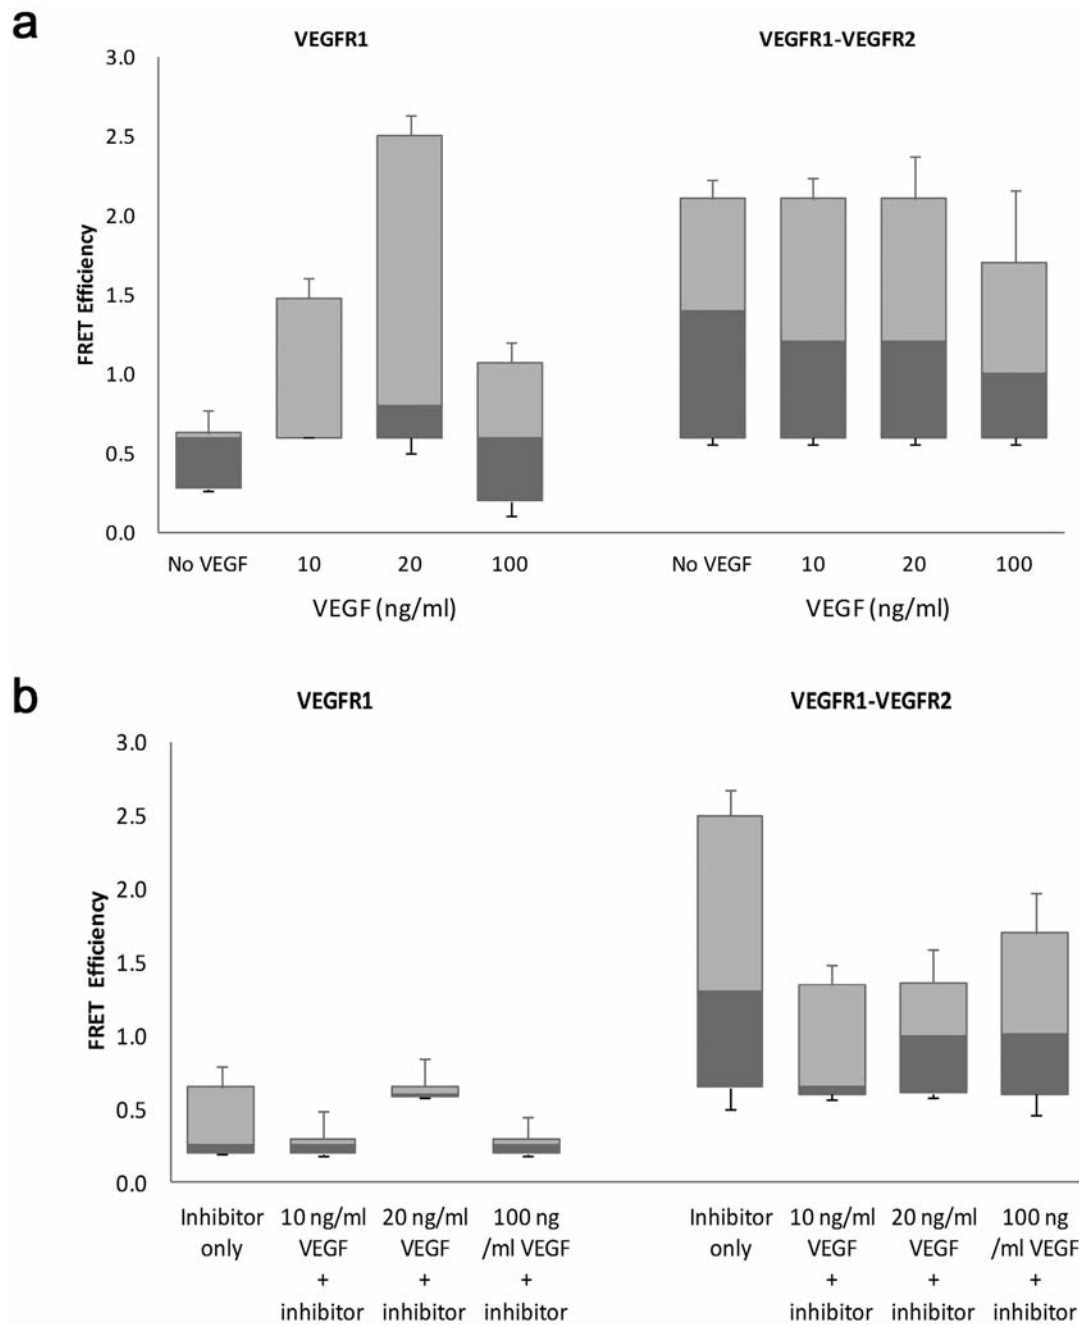 a
VEGFR1
VEGFR1-VEGFR2
FRET Efficiency
3.0
2.5
2.0
1.5
1.0
0.5
0.0
No VEGF 10 20 100
No VEGF 10 20 100
VEGF (ng/ml)
VEGF (ng/ml)
b
VEGFR1
VEGFR1-VEGFR2
FRET Efficiency
3.0
2.5
2.0
1.5
1.0
0.5
0.0
Inhibitor
only
10 ng/ml
VEGF
+
inhibitor
20 ng/ml
VEGF
+
inhibitor
100 ng
/ml VEGF
+
inhibitor
Inhibitor
only
10 ng/ml
VEGF
+
inhibitor
20 ng/ml
VEGF
+
inhibitor
100 ng
/ml VEGF
+
inhibitor